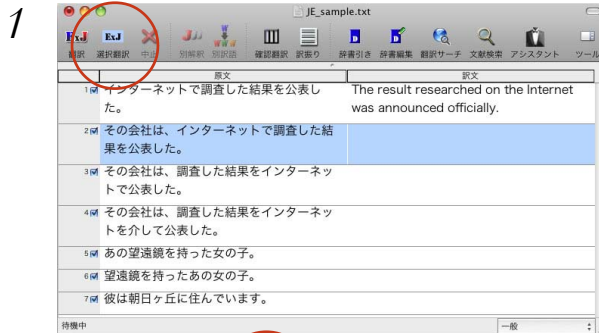 1
JE_sample.txt
ExJ ExJ
翻訳 選択翻訳 中止 別解釈 別訳語 確認翻訳 訳振り 辞書引き 辞書編集 翻訳サーチ 文献検索 アシスタント ツール
原文 訳文
1 インターネットで調査した結果を公表し The result researched on the Internet
た。 was announced officially.
2 その会社は、インターネットで調査した結
果を公表した。
3 その会社は、調査した結果をインターネッ
トで公表した。
4 その会社は、調査した結果をインターネッ
トを介して公表した。
5 あの望遠鏡を持った女の子。
6 望遠鏡を持ったあの女の子。
7 彼は朝日ヶ丘に住んでいます。
待機中 一般